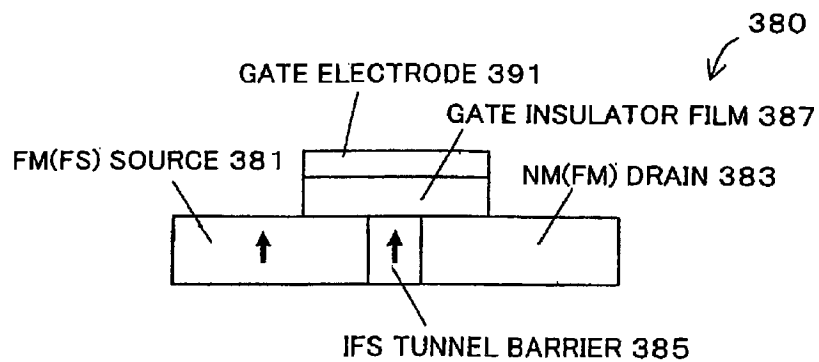 380
GATE ELECTRODE 391
GATE INSULATOR FILM 387
FM(FS) SOURCE 381
NM(FM) DRAIN 383
IFS TUNNEL BARRIER 385